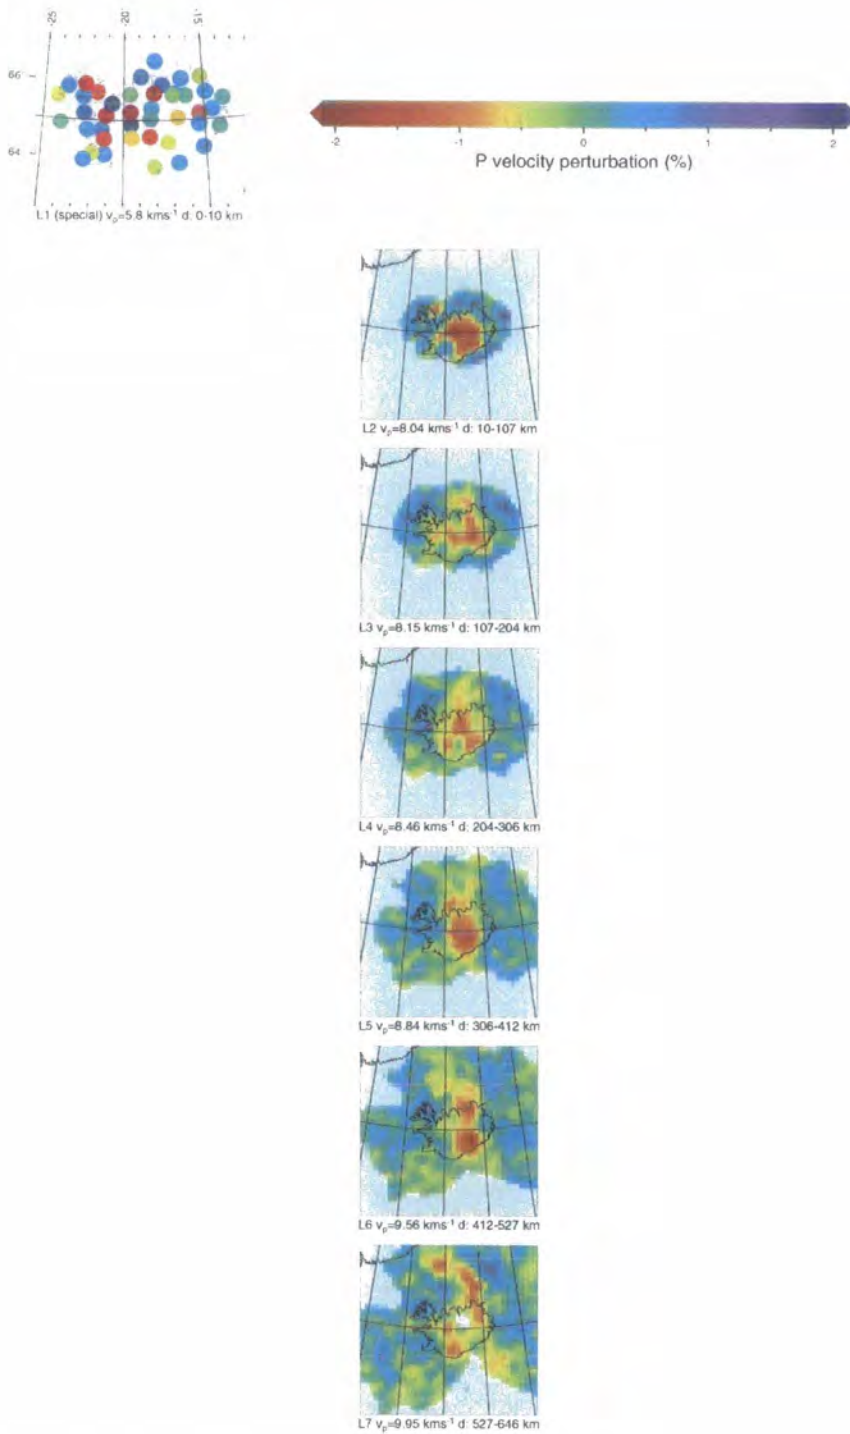 -25 -20 -15
66
64
L1 (special) vp=5.8 kms-1 d: 0-10 km
-2 -1 0 1 2
P velocity perturbation (%)
L2 vp=8.04 kms-1 d: 10-107 km
L3 vp=8.15 kms-1 d: 107-204 km
L4 vp=8.46 kms-1 d: 204-306 km
L5 vp=8.84 kms-1 d: 306-412 km
L6 vp=9.56 kms-1 d: 412-527 km
L7 vp=9.95 kms-1 d: 527-646 km